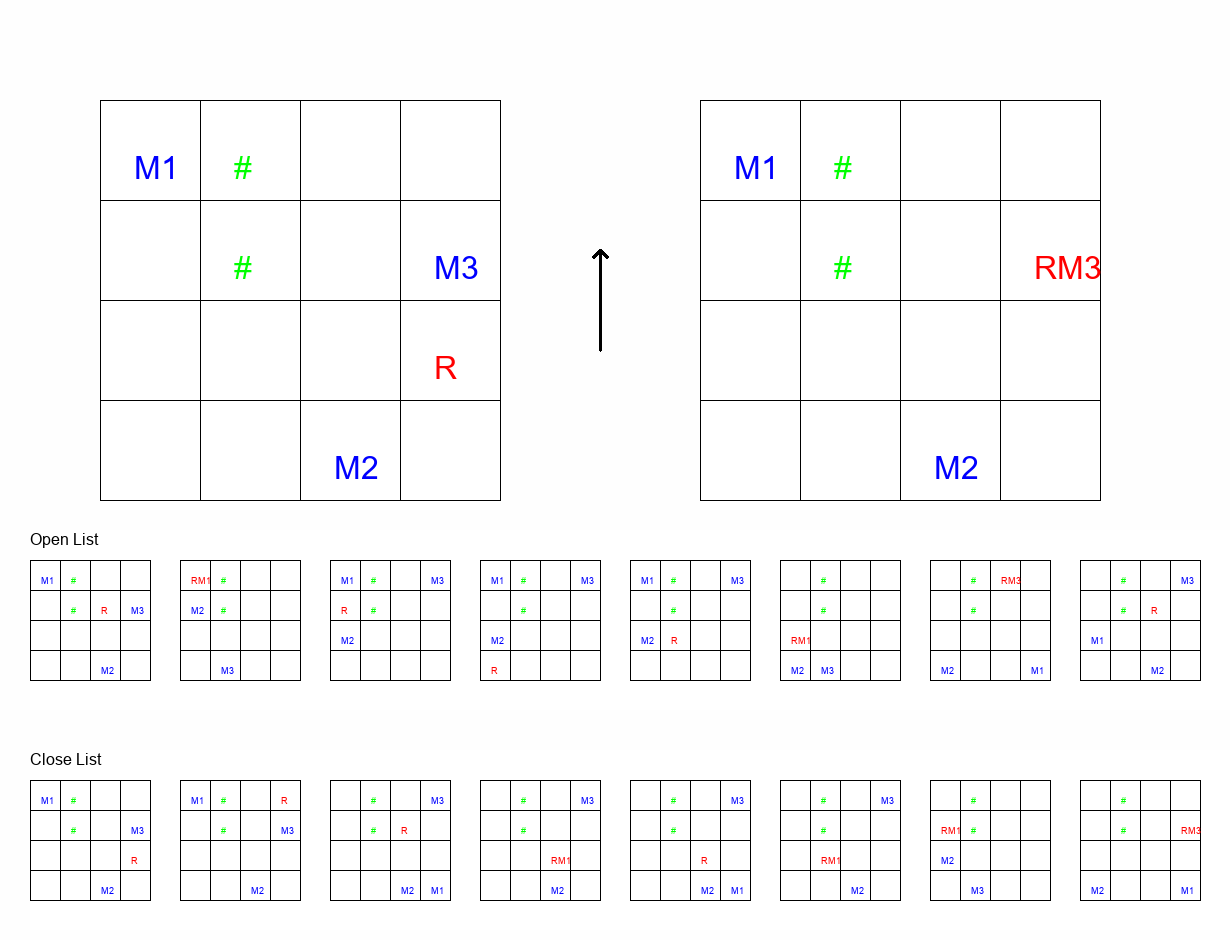 M1 # M1 #
# M3 # RM3
R
M2 M2
Open List
M1 # RM1 # M1 # M3 M1 # M3 M1 # M3 # # RM3 # M3
# R M3 M2 # R # # # # # # R
M2 M2 M2 R RM1 M1
M2 M3 R M2 M3 M2 M1 M2
Close List
M1 # M1 # R # M3 # M3 # M3 # M3 # #
# M3 # M3 # R # # # RM1 # # RM3
R RM1 R RM1 M2
M2 M2 M2 M1 M2 M2 M1 M2 M3 M2 M1